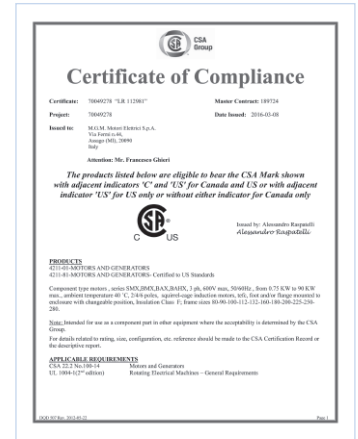 CSA
Group
Certificate of Compliance
Certificate: 70049278 "LR 112981"
Master Contract: 189724
Project: 70049278
Date Issued: 2016-03-08
Issued to:
Via Fermi
Assago (MI), 20090
Italy
Attention: Mr. Francesco Ghieri
The products listed below are eligible to bear the CSA Mark shown
with adjacent indicators 'C' and 'US' for Canada and US or with adjacent
indicator 'US' for US only or without either indicator for Canada only
C US
Issued by: Alessandro Raspatelli
Alessandro Raspatelli
PRODUCTS
4211-01-MOTORS AND GENERATORS
4211-81-MOTORS AND GENERATORS- Certified to US Standards
Component type motors , series SMX,BMX,BAX,BAHX, 3 ph, 600V max, 50/60Hz., from 0.75 KW to 90 KW
max., ambient temperature 40 °C, 2/4/6 poles, squirrel-cage induction motors, tefc, foot and/or flange mounted to
enclosure with changeable position, Insulation Class: F; frame sizes 80-90-100-112-132-160-180-200-225-250-
280.
Note: Intended for use as a component part in other equipment where the acceptability is determined by the CSA
Group.
For details related to rating, size, configuration, etc. reference should be made to the CSA Certification Record or
the descriptive report.
APPLICABLE REQUIREMENTS
CSA 22.2 No.100-14 Motors and Generators
UL 1004-1(2nd edition) Rotating Electrical Machines – General Requirements
Page 1